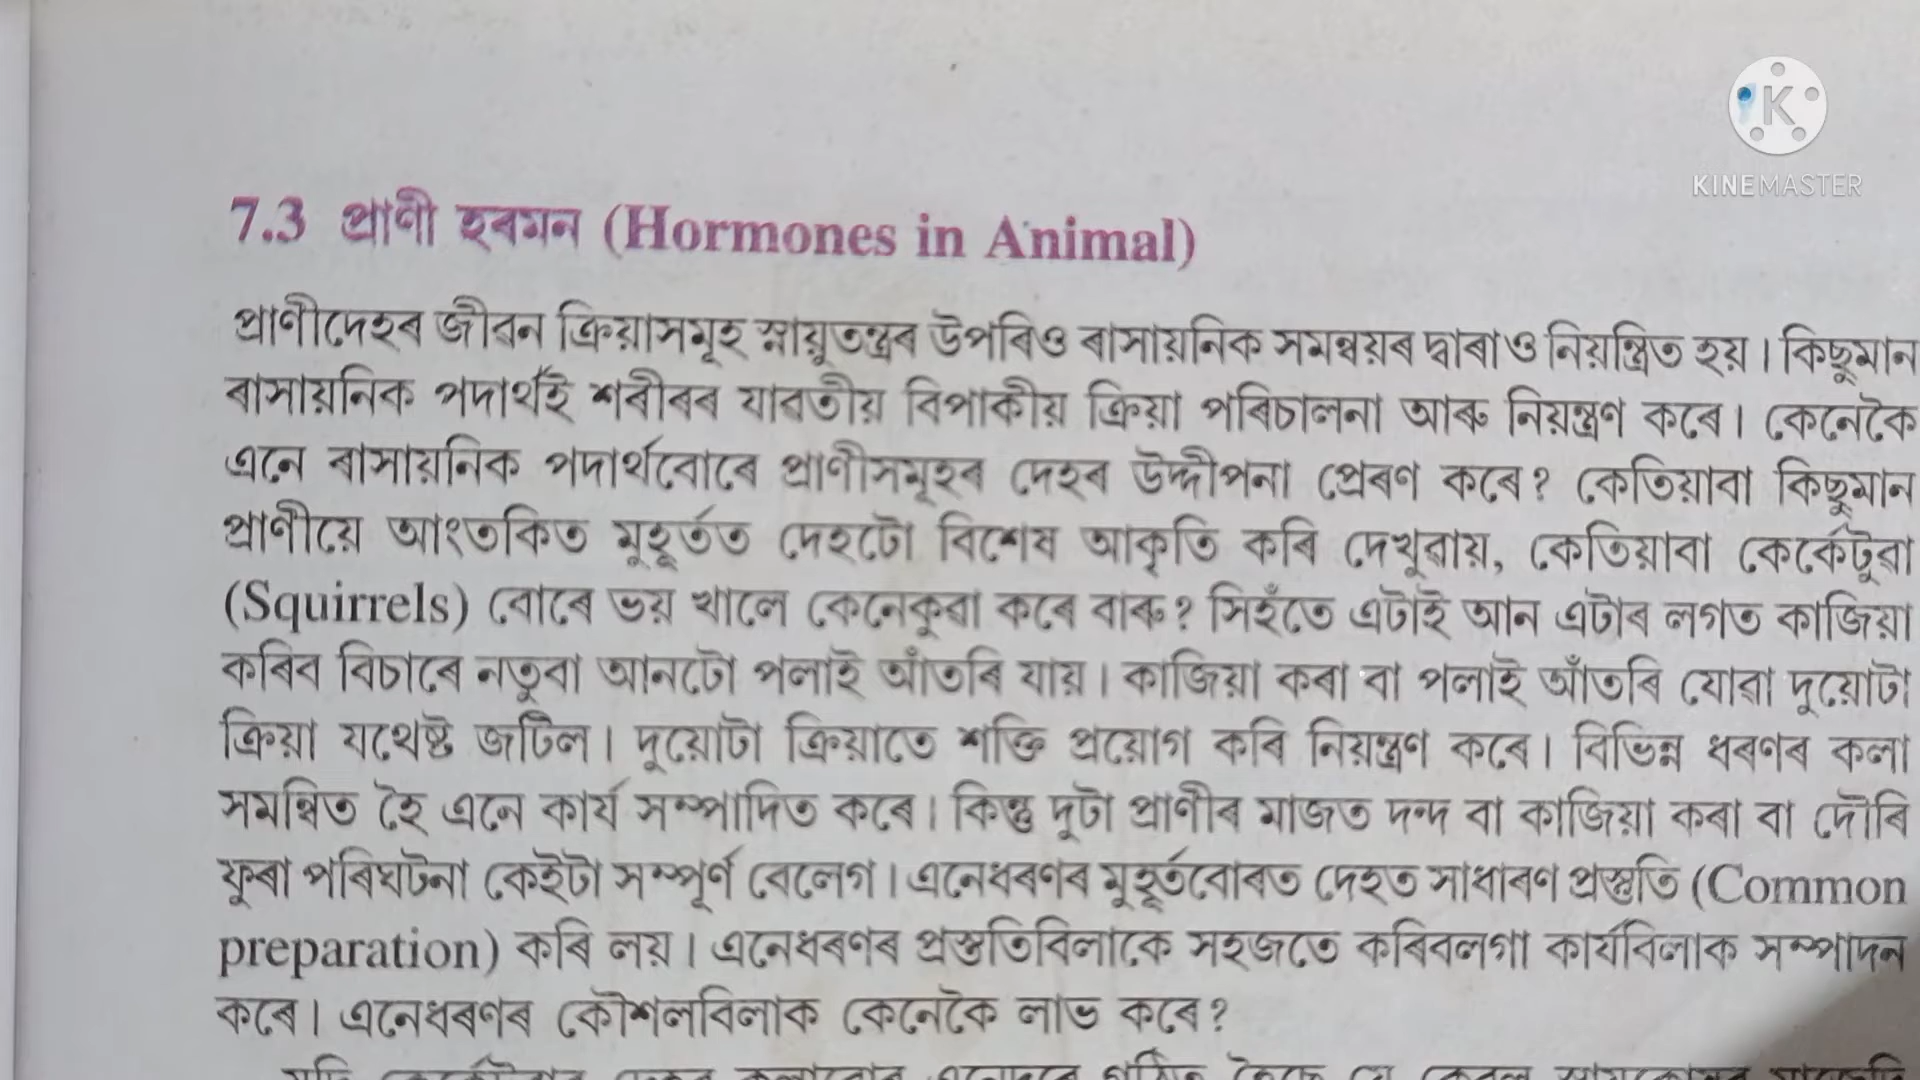 KINEMASTER
7.3 প্ৰাণী হৰমন (Hormones in Animal)
প্ৰাণীদেহৰ জীৱন ক্ৰিয়াসমূহ স্নায়ুতন্ত্ৰৰ উপৰিও ৰাসায়নিক সমন্বয়ৰ দ্বাৰাও নিয়ন্ত্ৰিত হয়। কিছুমান
ৰাসায়নিক পদাৰ্থই শৰীৰৰ যাৱতীয় বিপাকীয় ক্ৰিয়া পৰিচালনা আৰু নিয়ন্ত্ৰণ কৰে। কেনেকৈ
এনে ৰাসায়নিক পদাৰ্থবোৰে প্ৰাণীসমূহৰ দেহৰ উদ্দীপনা প্ৰেৰণ কৰে? কেতিয়াবা কিছুমান
প্ৰাণীয়ে আংতকিত মুহূৰ্তত দেহটো বিশেষ আকৃতি কৰি দেখুৱায়, কেতিয়াবা কেৰ্কেটুৱা
(Squirrels) বোৰে ভয় খালে কেনেকুৱা কৰে বাৰু? সিহঁতে এটাই আন এটাৰ লগত কাজিয়া
কৰিব বিচাৰে নতুবা আনটো পলাই আঁতৰি যায়। কাজিয়া কৰা বা পলাই আঁতৰি যোৱা দুয়োটা
ক্ৰিয়া যথেষ্ট জটিল। দুয়োটা ক্ৰিয়াতে শক্তি প্ৰয়োগ কৰি নিয়ন্ত্ৰণ কৰে। বিভিন্ন ধৰণৰ কলা
সমন্বিত হৈ এনে কাৰ্য সম্পাদিত কৰে। কিন্তু দুটা প্ৰাণীৰ মাজত দন্দ বা কাজিয়া কৰা বা দৌৰি
ফুৰা পৰিঘটনা কেইটা সম্পূৰ্ণ বেলেগ। এনেধৰণৰ মুহূৰ্তবোৰত দেহত সাধাৰণ প্ৰস্তুতি (Common
preparation) কৰি লয়। এনেধৰণৰ প্ৰস্তুতিবিলাকে সহজতে কৰিবলগা কাৰ্যবিলাক সম্পাদন
কৰে। এনেধৰণৰ কৌশলবিলাক কেনেকৈ লাভ কৰে?